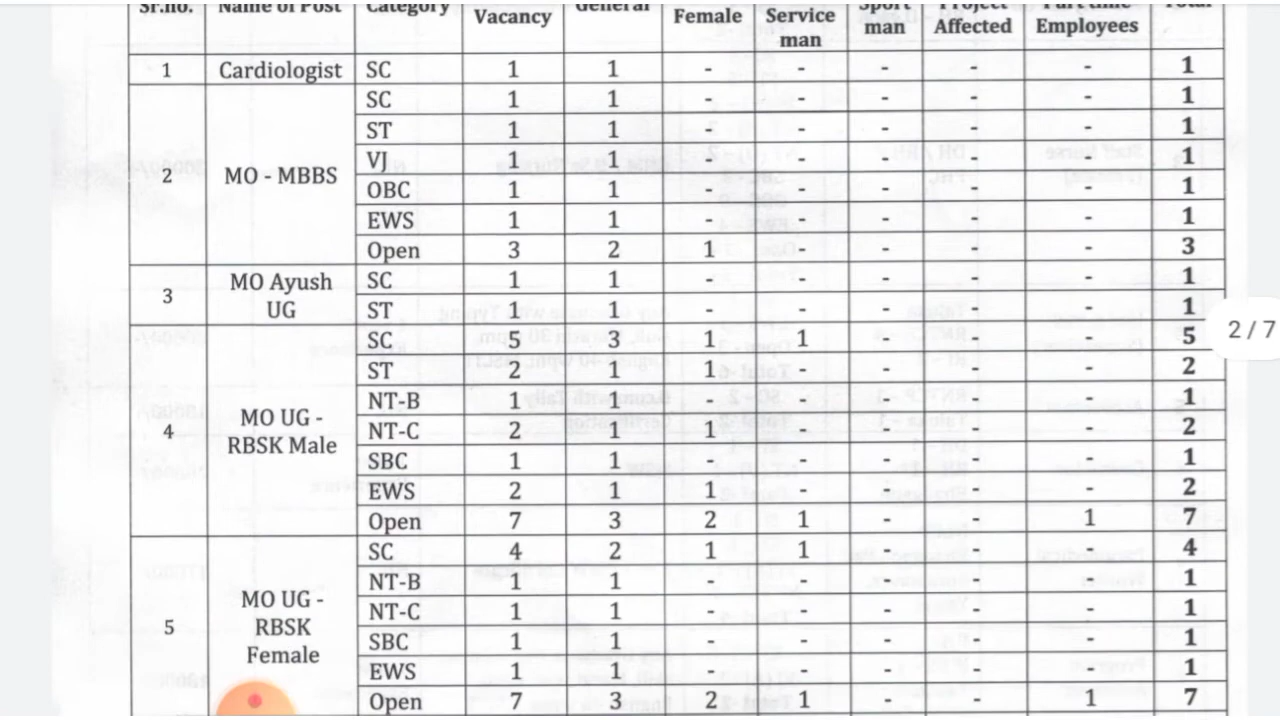 Sr.no. Name of Post Category Vacancy General Female Service man Sport man Project Affected Part time Employees Total
1 Cardiologist SC 1 1 - - - - - 1
2 MO - MBBS SC 1 1 - - - - - 1
ST 1 1 - - - - - 1
VJ 1 1 - - - - - 1
OBC 1 1 - - - - - 1
EWS 1 1 - - - - - 1
Open 3 2 1 - - - - 3
3 MO Ayush UG SC 1 1 - - - - - 1
ST 1 1 - - - - - 1
4 MO UG - RBSK Male SC 5 3 1 1 - - - 5
ST 2 1 1 - - - - 2
NT-B 1 1 - - - - - 1
NT-C 2 1 1 - - - - 2
SBC 1 1 - - - - - 1
EWS 2 1 1 - - - - 2
Open 7 3 2 1 - - 1 7
5 MO UG - RBSK Female SC 4 2 1 1 - - - 4
NT-B 1 1 - - - - - 1
NT-C 1 1 - - - - - 1
SBC 1 1 - - - - - 1
EWS 1 1 - - - - - 1
Open 7 3 2 1 - - 1 7
2 / 7